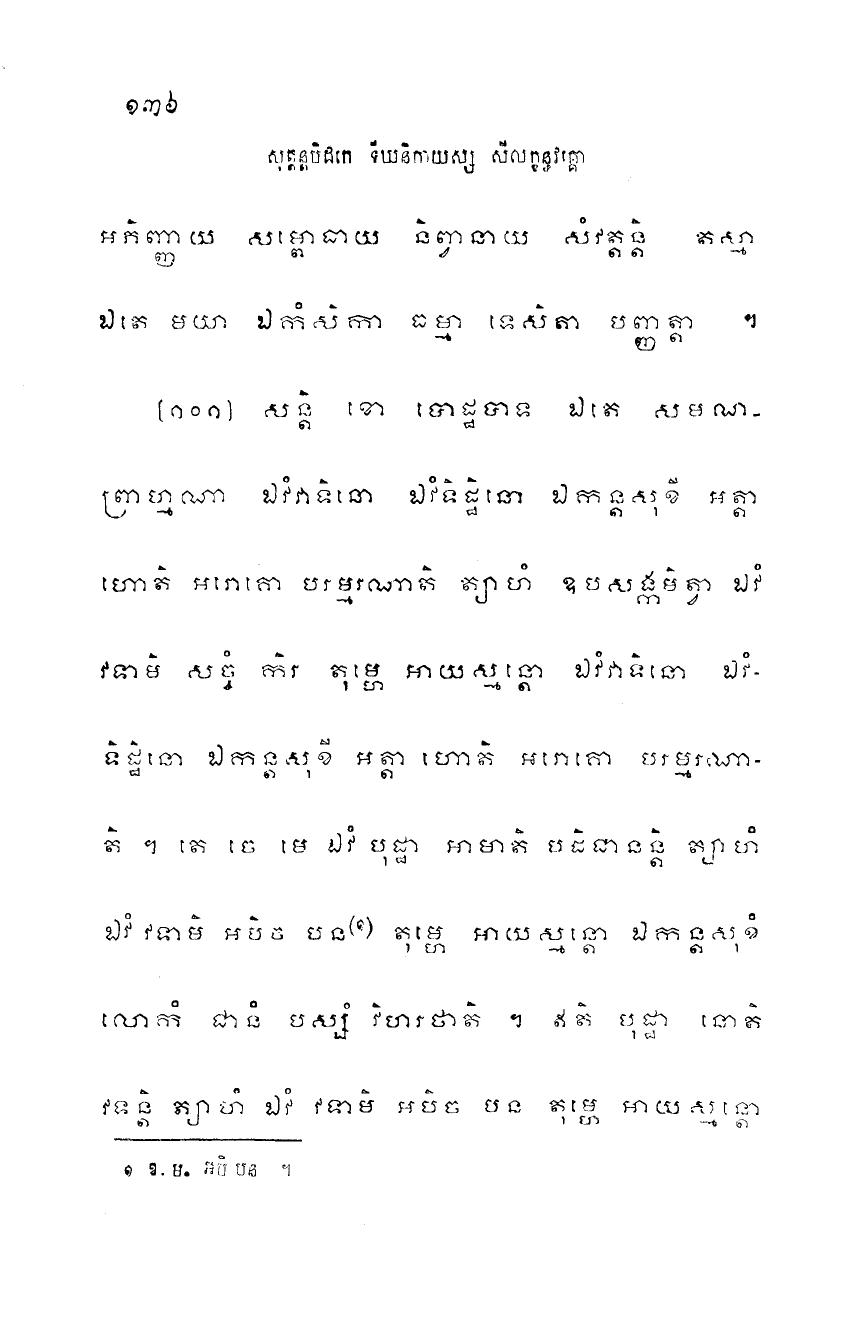 ១៣៦
សុត្តន្តបិដកេ ទីឃនិកាយស្ស សីលក្ខន្ធវគ្គោ
អភិញ្ញាយ សម្ពោធាយ និព្វានាយ សំវត្តន្តិ តស្មា
ឯតេ មយា ឯកំសិកា ធម្មា ទេសិតា បញ្ញត្តា ។
(១០១) សន្តិ ខោ បោដ្ឋបាទ ឯតេ សមណ-
ព្រាហ្មណា ឯវំវាទិនោ ឯវំទិដ្ឋិនោ ឯកន្តសុខី អត្តា
ហោតិ អរោគោ បរម្មរណាតិ ត្យាហំ ឧបសង្កមិត្វា ឯវំ
វទាមិ សច្ចំ កិរ តុម្ហេ អាយស្មន្តោ ឯវំវាទិនោ ឯវំ-
ទិដ្ឋិនោ ឯកន្តសុខី អត្តា ហោតិ អរោគោ បរម្មរណា-
តិ ។ តេ ចេ មេ ឯវំ បុដ្ឋា អាមាតិ បដិជានន្តិ ត្យាហំ
ឯវំ វទាមិ អបិច បន(១) តុម្ហេ អាយស្មន្តោ ឯកន្តសុខំ
លោកំ ជានំ បស្សំ វិហរថាតិ ។ ឥតិ បុដ្ឋា នោតិ
វទន្តិ ត្យាហំ ឯវំ វទាមិ អបិច បន តុម្ហេ អាយស្មន្តោ
១ ឱ. ម. អបិ បន ។